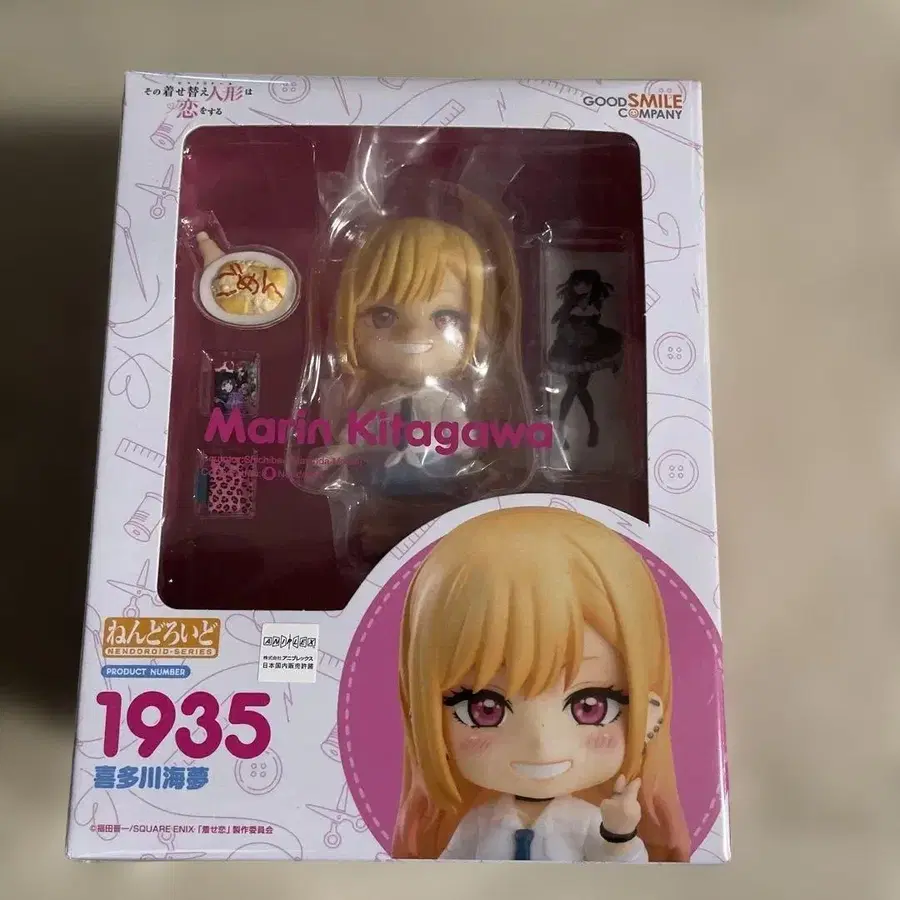 その着せ替え人形は
恋をする
GOOD SMILE
COMPANY
ごめん
Marin Kitagawa
ねんどろいど
NENDOROID-SERIES
ANIPLEX
株式会社アニプレックス
日本国内販売許諾
PRODUCT NUMBER
1935
喜多川海夢
©福田晋一/SQUARE ENIX・「着せ恋」製作委員会